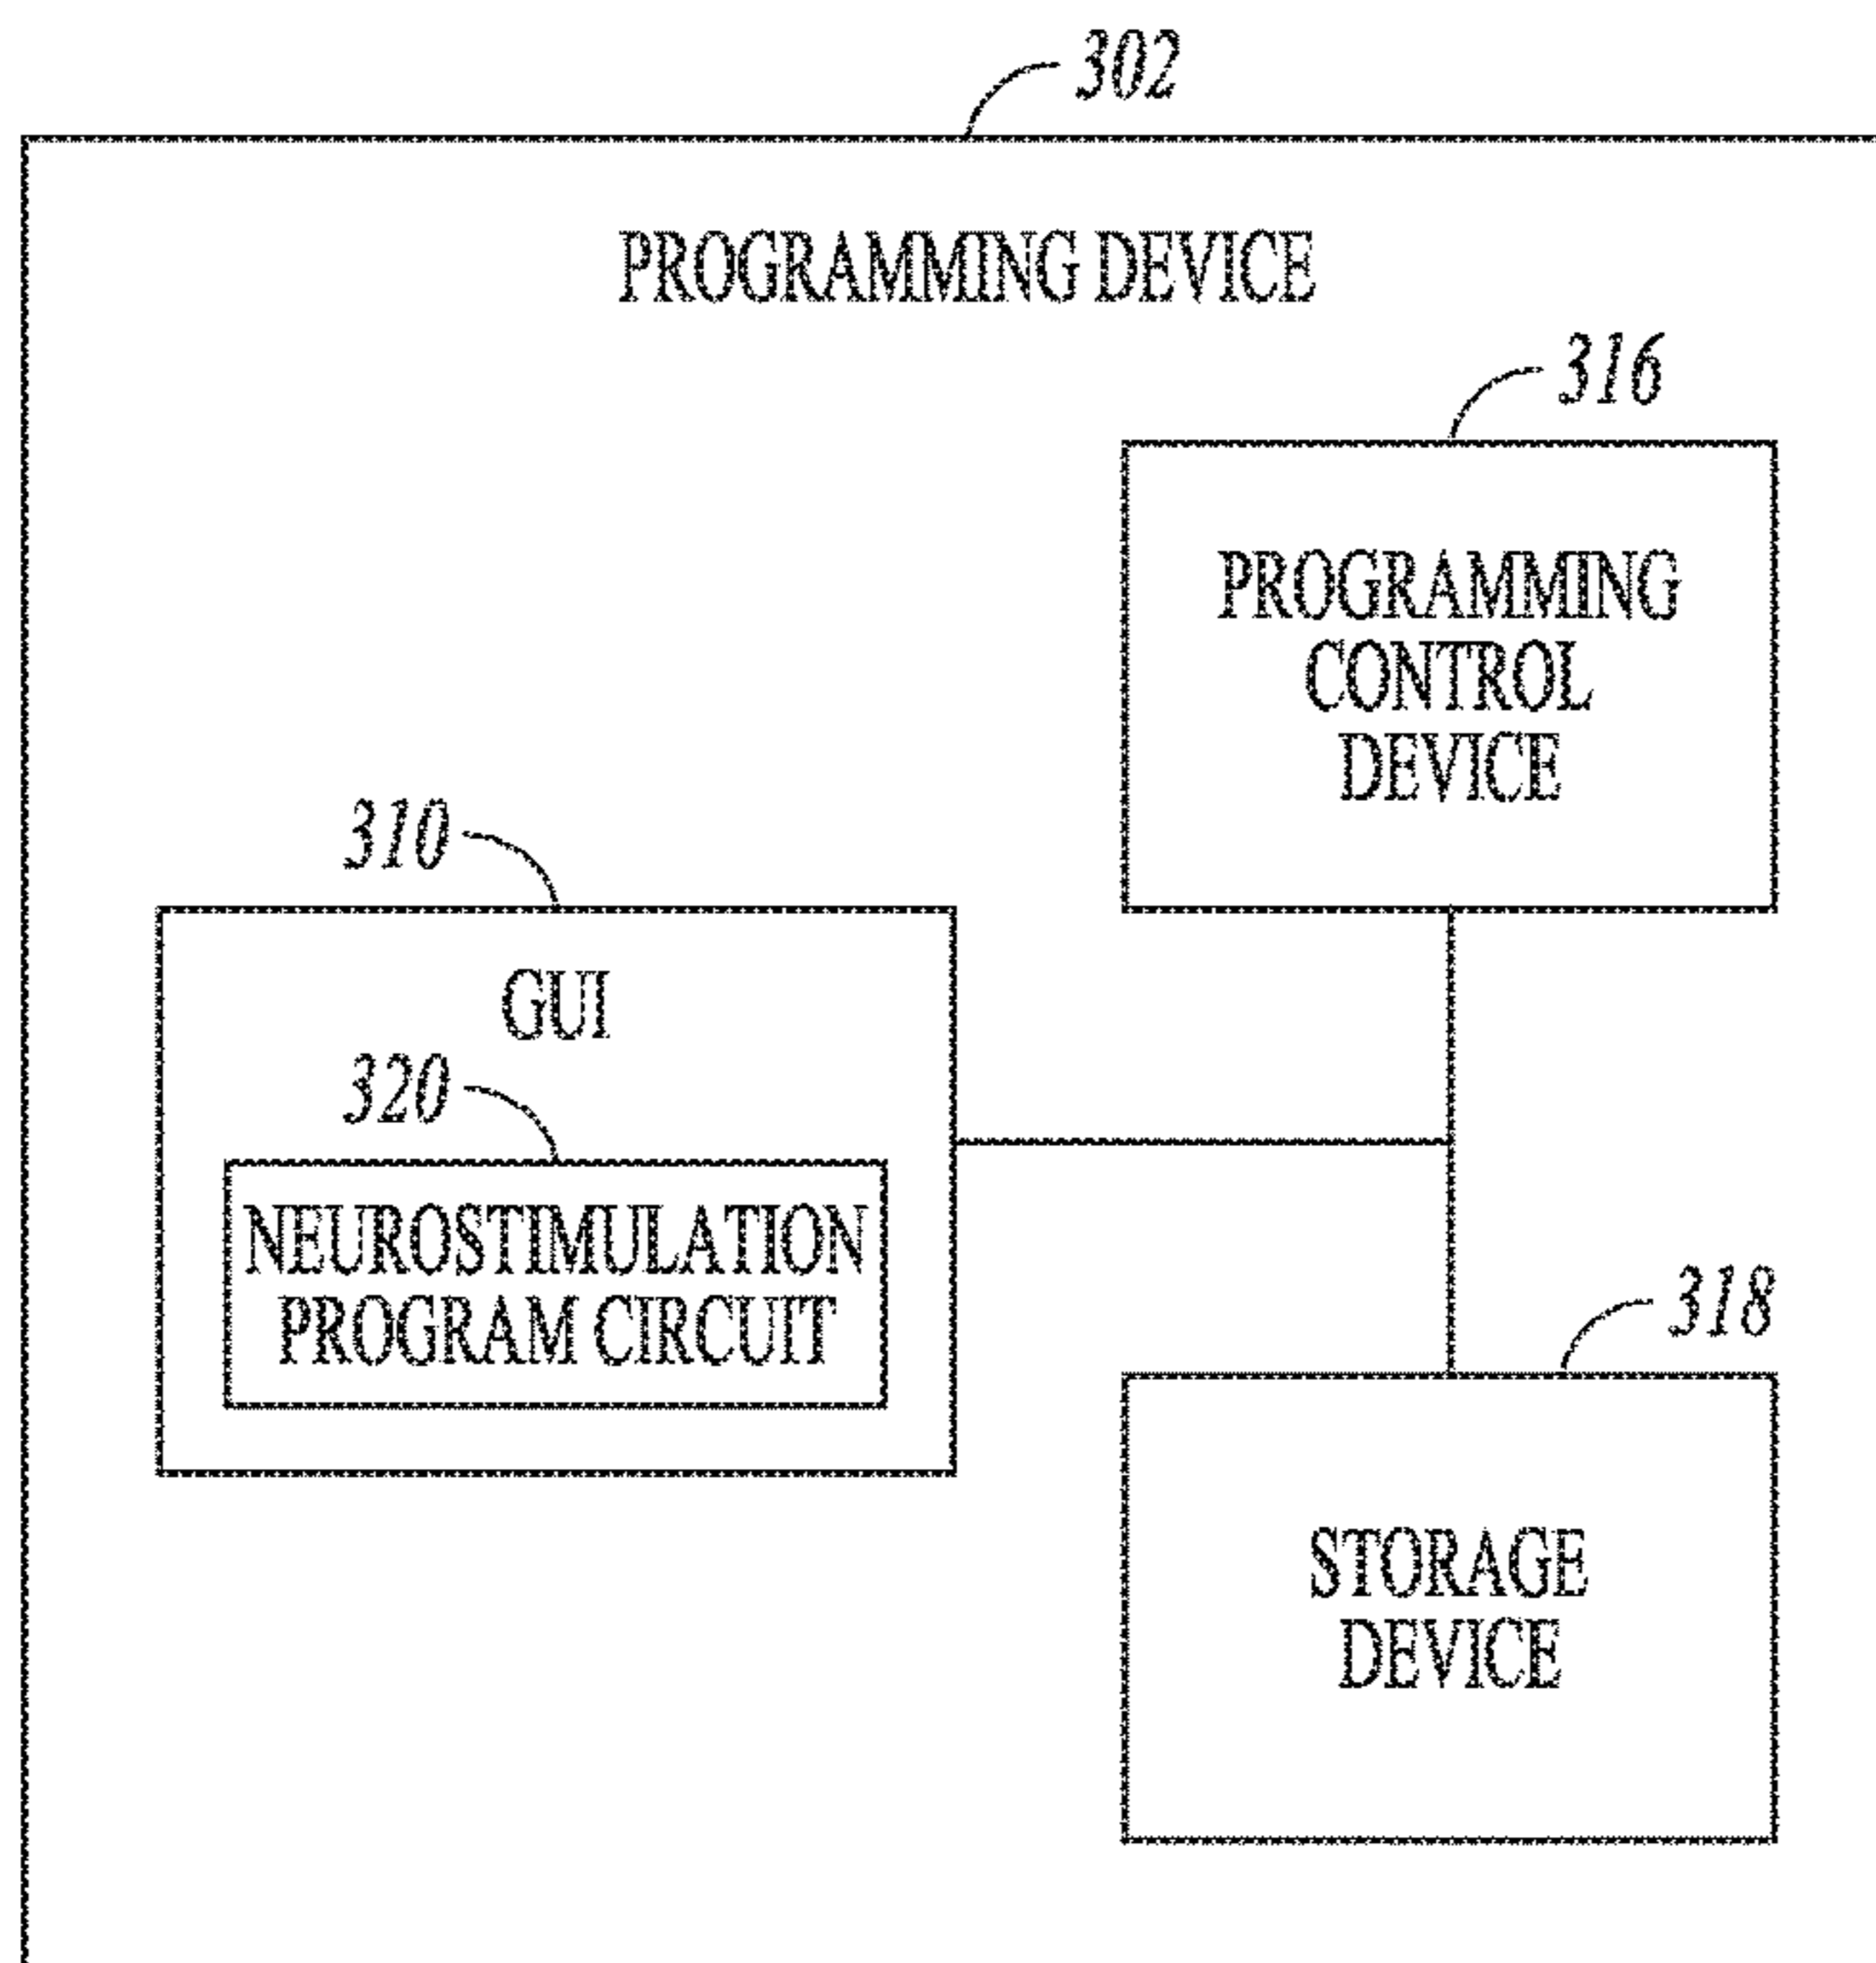 302
PROGRAMMING DEVICE
316
PROGRAMMING
CONTROL
DEVICE
310
GUI
320
NEUROSTIMULATION
PROGRAM CIRCUIT
318
STORAGE
DEVICE